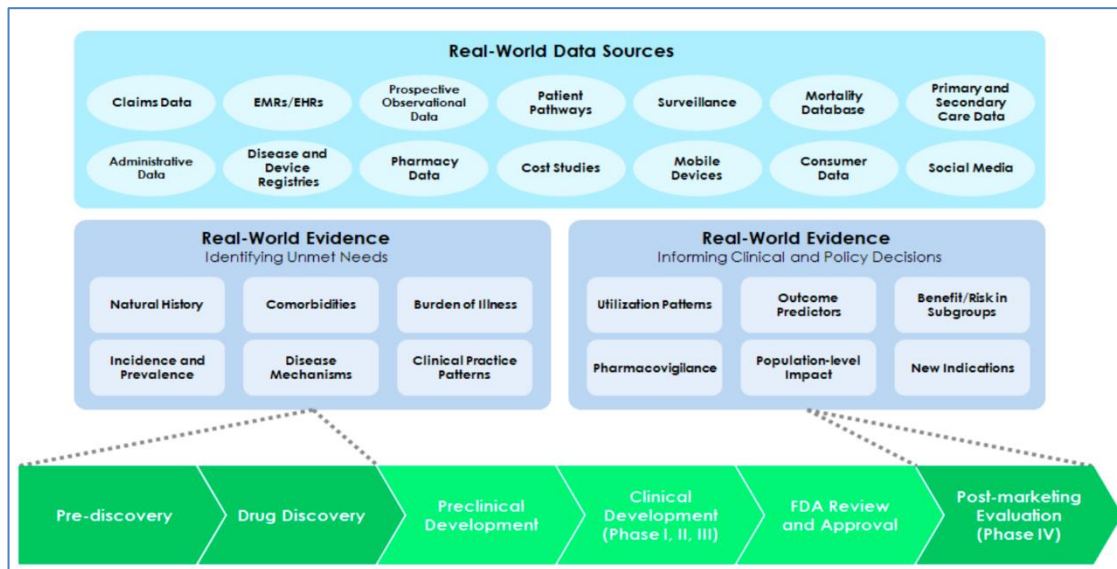 Real-World Data Sources
Claims Data
EMRs/EHRs
Prospective
Observational
Data
Patient
Pathways
Surveillance
Mortality
Database
Primary and
Secondary
Care Data
Administrative
Data
Disease and
Device
Registries
Pharmacy
Data
Cost Studies
Mobile
Devices
Consumer
Data
Social Media
Real-World Evidence
Identifying Unmet Needs
Natural History
Comorbidities
Burden of Illness
Incidence and
Prevalence
Disease
Mechanisms
Clinical Practice
Patterns
Real-World Evidence
Informing Clinical and Policy Decisions
Utilization Patterns
Outcome
Predictors
Benefit/Risk in
Subgroups
Pharmacovigilance
Population-level
Impact
New Indications
Pre-discovery
Drug Discovery
Preclinical
Development
Clinical
Development
(Phase I, II, III)
FDA Review
and Approval
Post-marketing
Evaluation
(Phase IV)